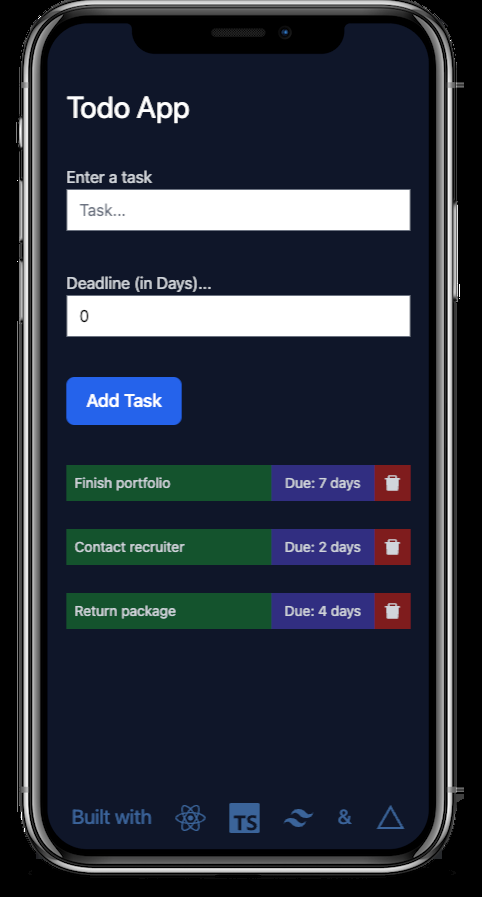 Todo App
Enter a task
Task...
Deadline (in Days)...
0
Add Task
Finish portfolio Due: 7 days
Contact recruiter Due: 2 days
Return package Due: 4 days
Built with TS &